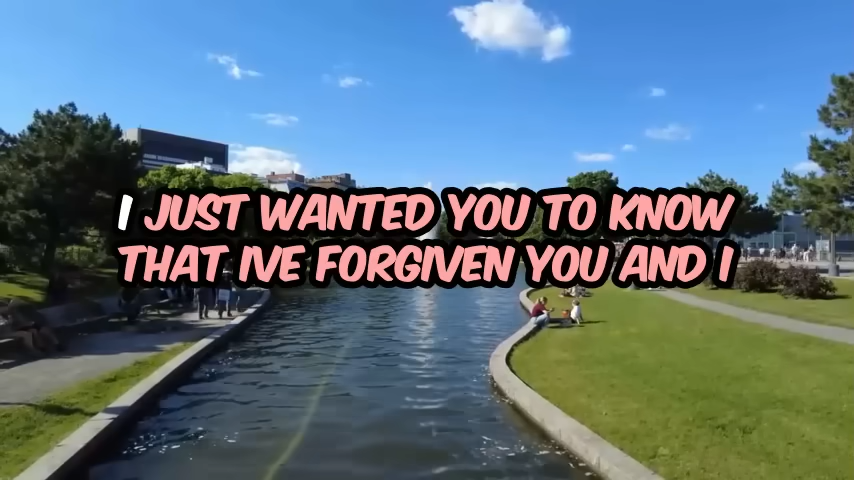 I JUST WANTED YOU TO KNOW
THAT IVE FORGIVEN YOU AND I